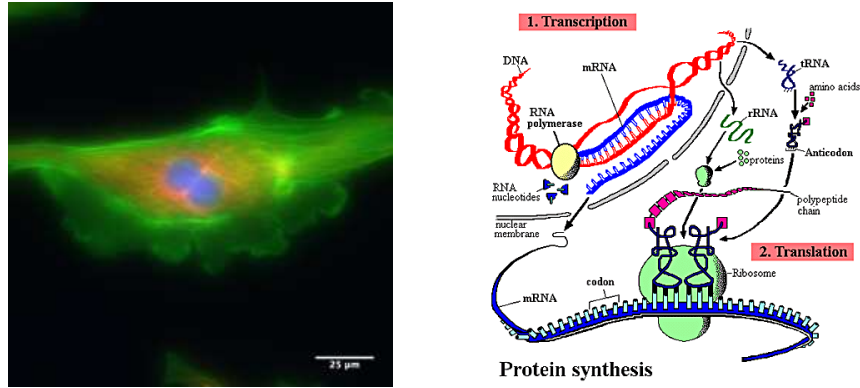 25 µm
1. Transcription
DNA
mRNA
tRNA
amino acids
RNA
polymerase
rRNA
Anticodon
proteins
RNA
nucleotides
polypeptide
chain
nuclear
membrane
2. Translation
Ribosome
codon
mRNA
Protein synthesis